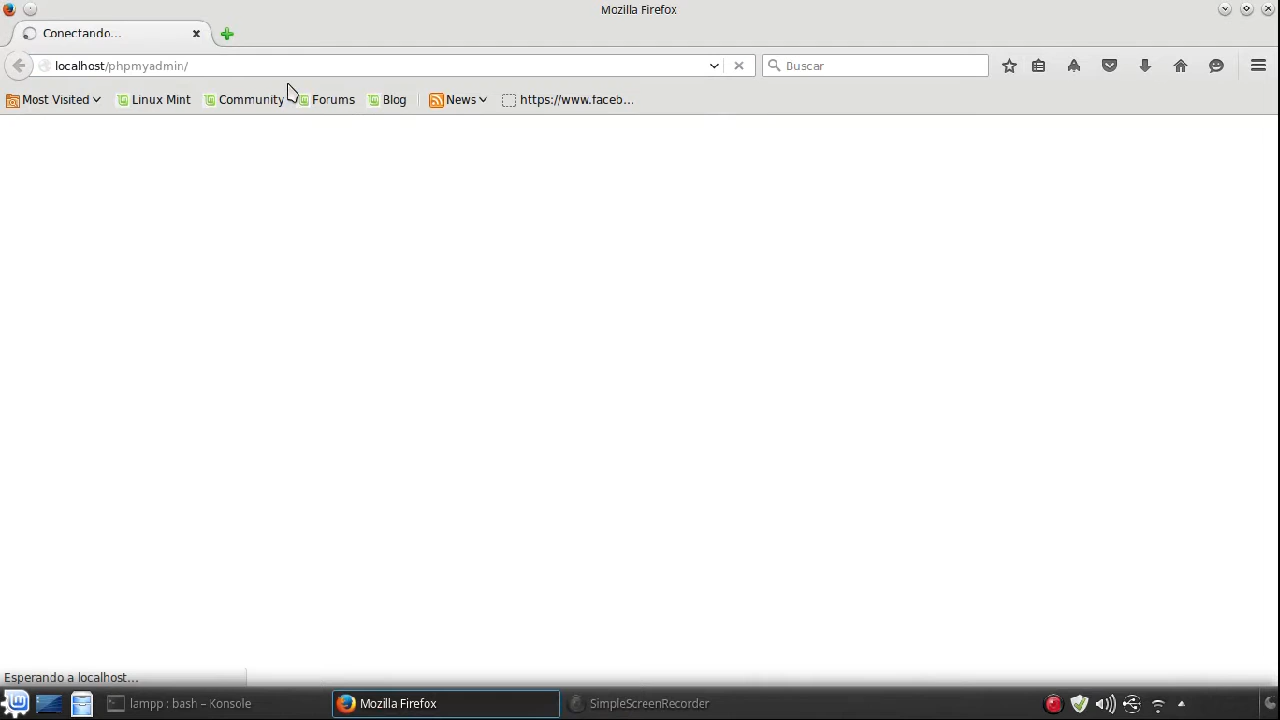 Mozilla Firefox
Conectando...
localhost/phpmyadmin/
Buscar
Most Visited
Linux Mint
Community
Forums
Blog
News
https://www.faceb...
Esperando a localhost...
lampp : bash – Konsole
Mozilla Firefox
SimpleScreenRecorder